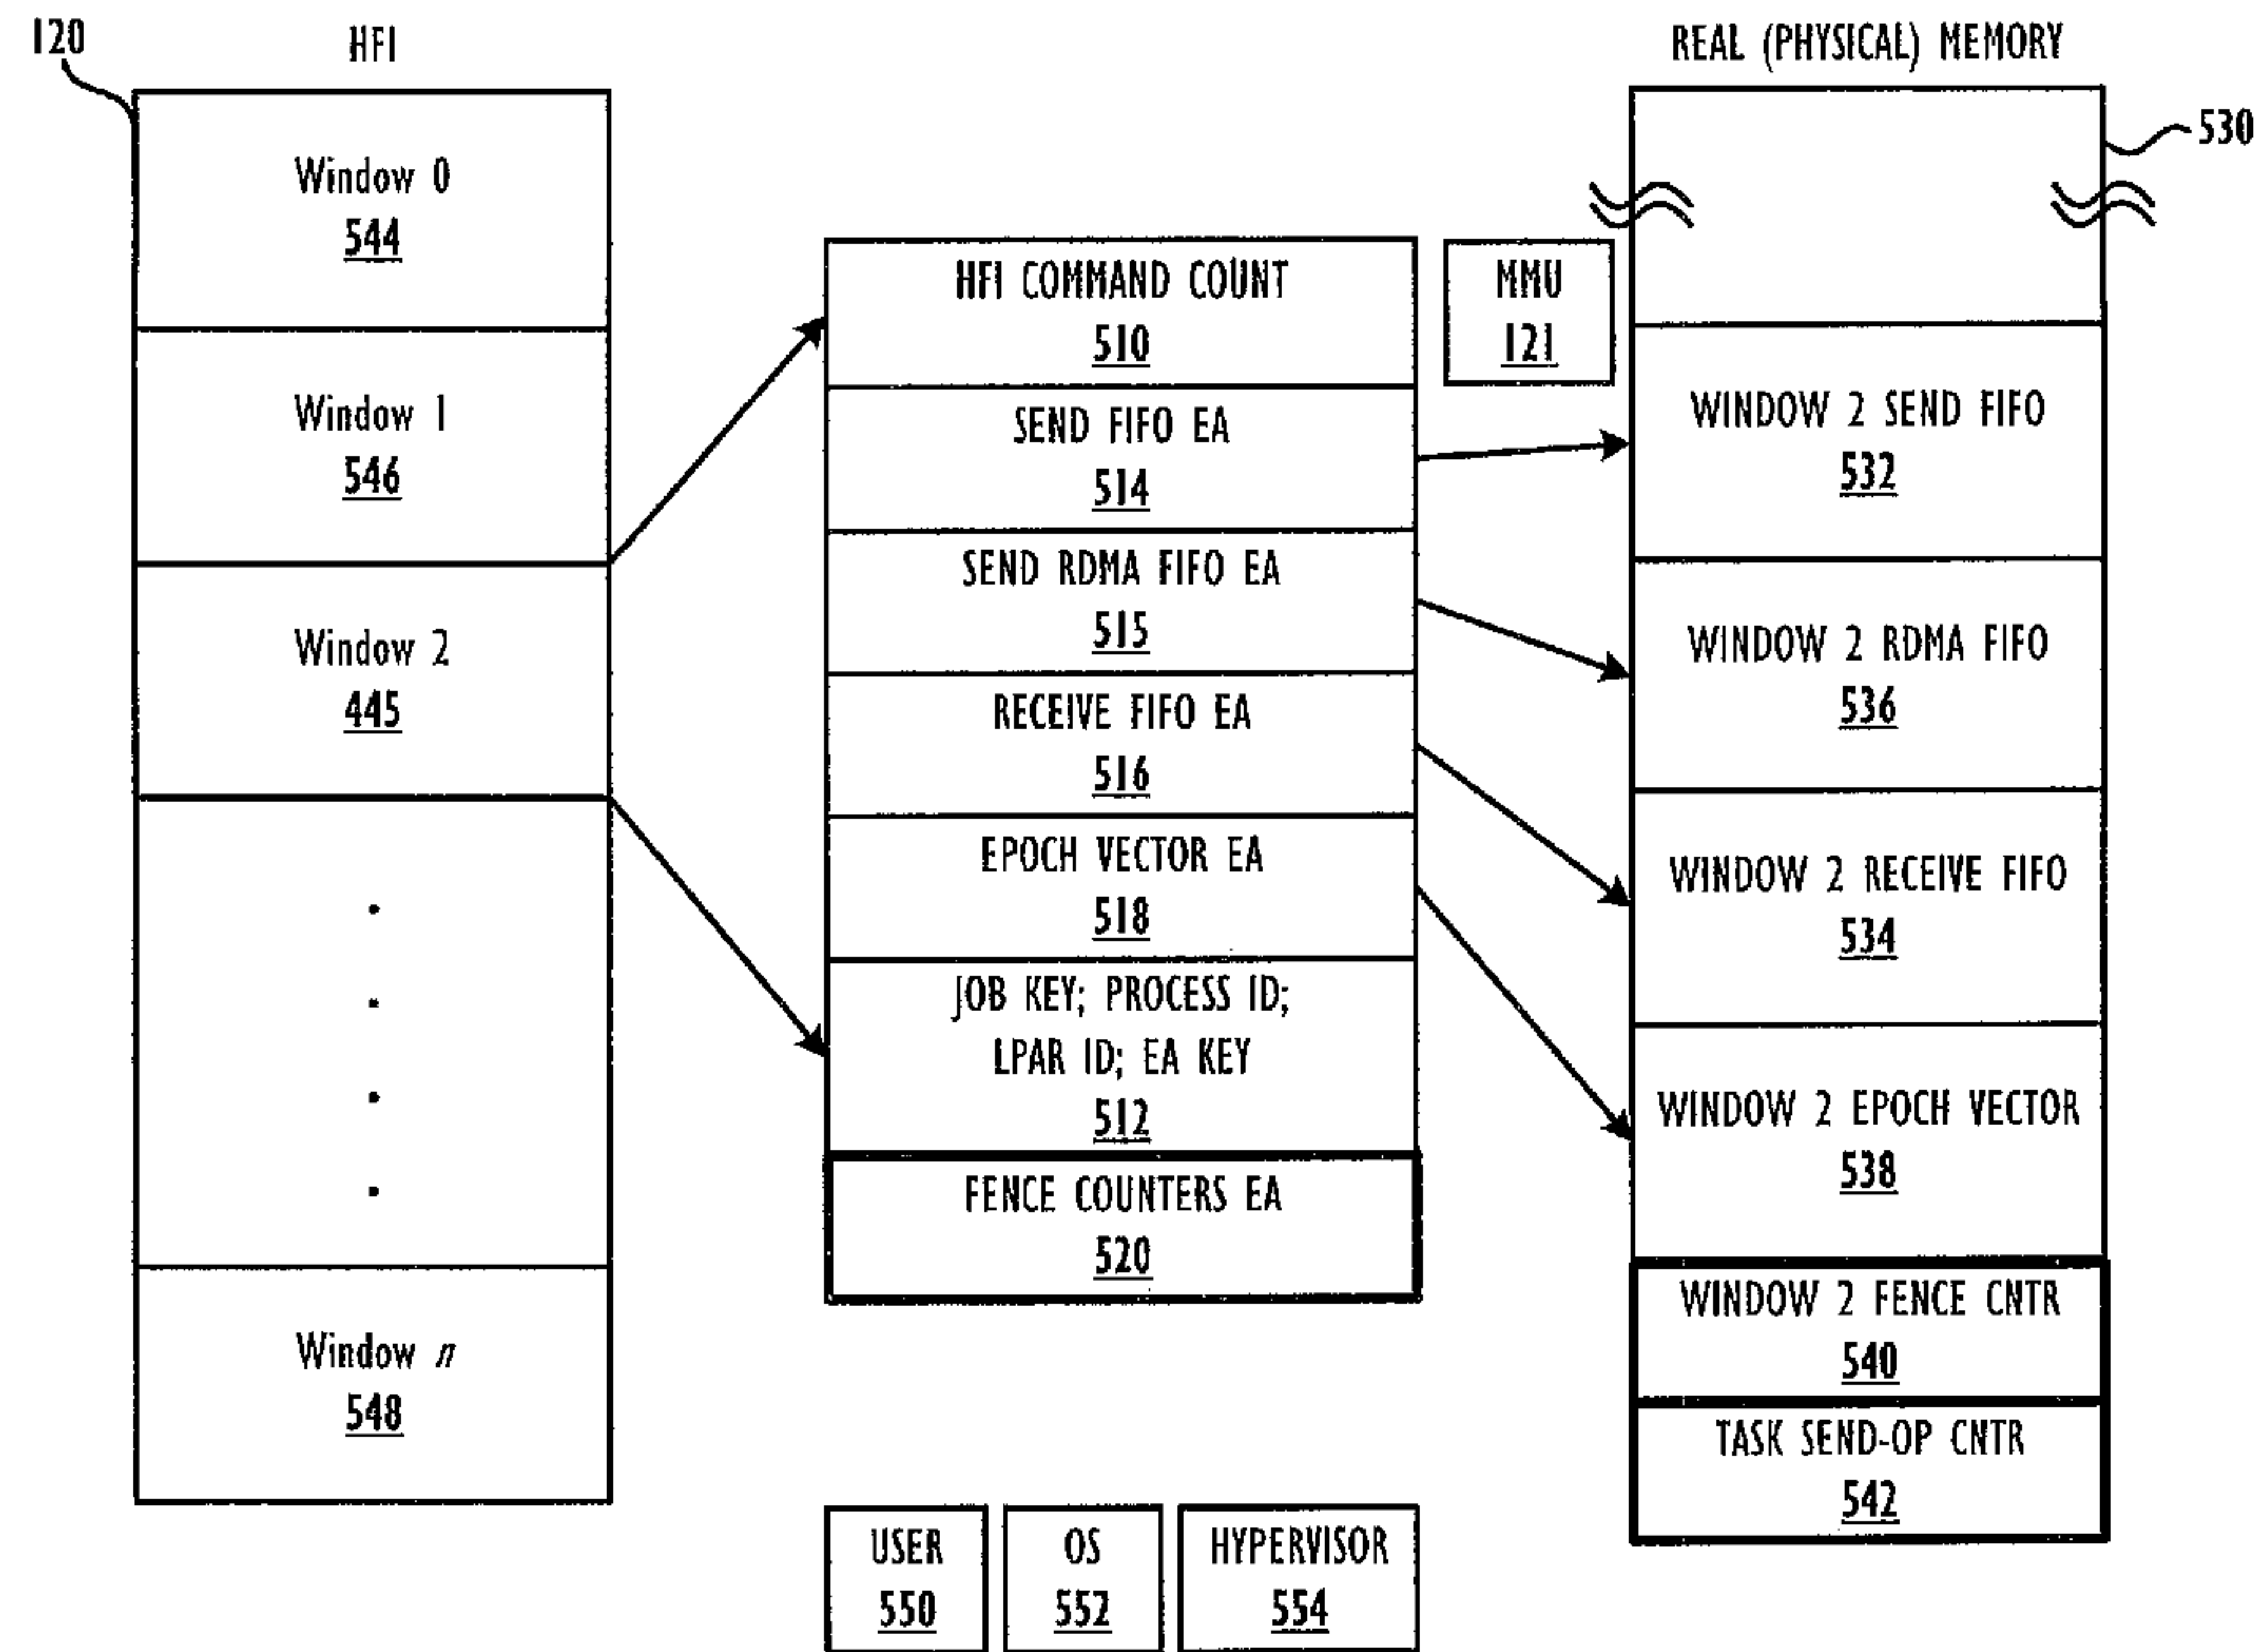 120
HFI
Window 0
544
Window 1
546
Window 2
445
Window n
548
HFI COMMAND COUNT
510
SEND FIFO EA
514
SEND RDMA FIFO EA
515
RECEIVE FIFO EA
516
EPOCH VECTOR EA
518
JOB KEY; PROCESS ID;
LPAR ID; EA KEY
512
FENCE COUNTERS EA
520
MMU
121
REAL (PHYSICAL) MEMORY
530
WINDOW 2 SEND FIFO
532
WINDOW 2 RDMA FIFO
536
WINDOW 2 RECEIVE FIFO
534
WINDOW 2 EPOCH VECTOR
538
WINDOW 2 FENCE CNTR
540
TASK SEND-OP CNTR
542
USER
550
OS
552
HYPERVISOR
554